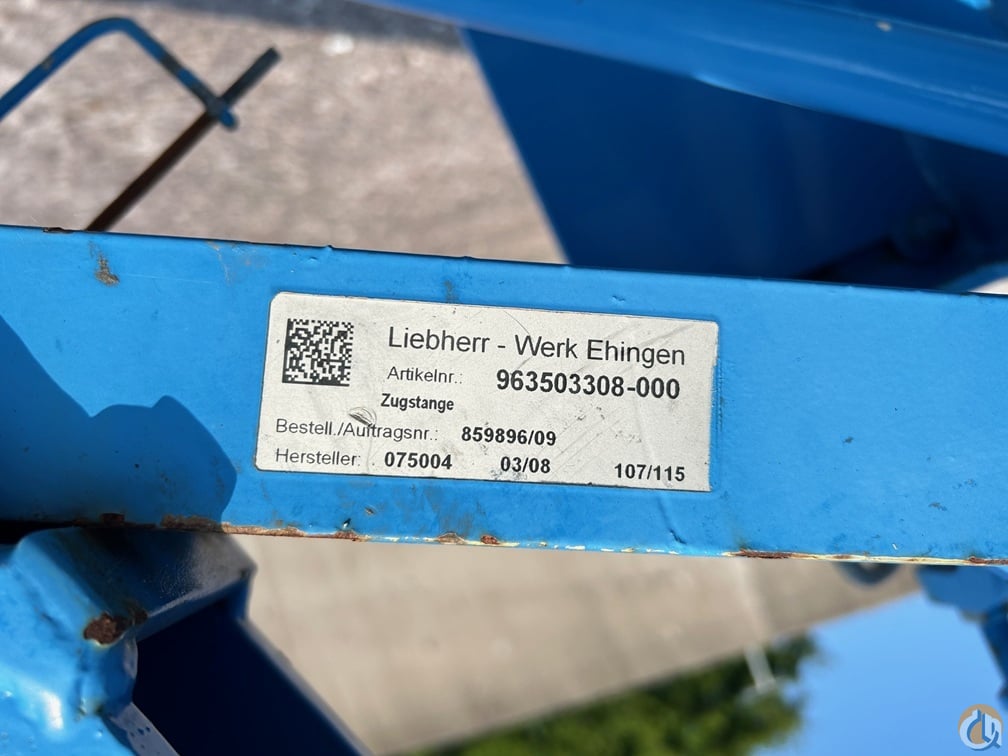 Liebherr - Werk Ehingen
Artikelnr.: 963503308-000
Zugstange
Bestell./Auftragsnr.: 859896/09
Hersteller: 075004 03/08 107/115